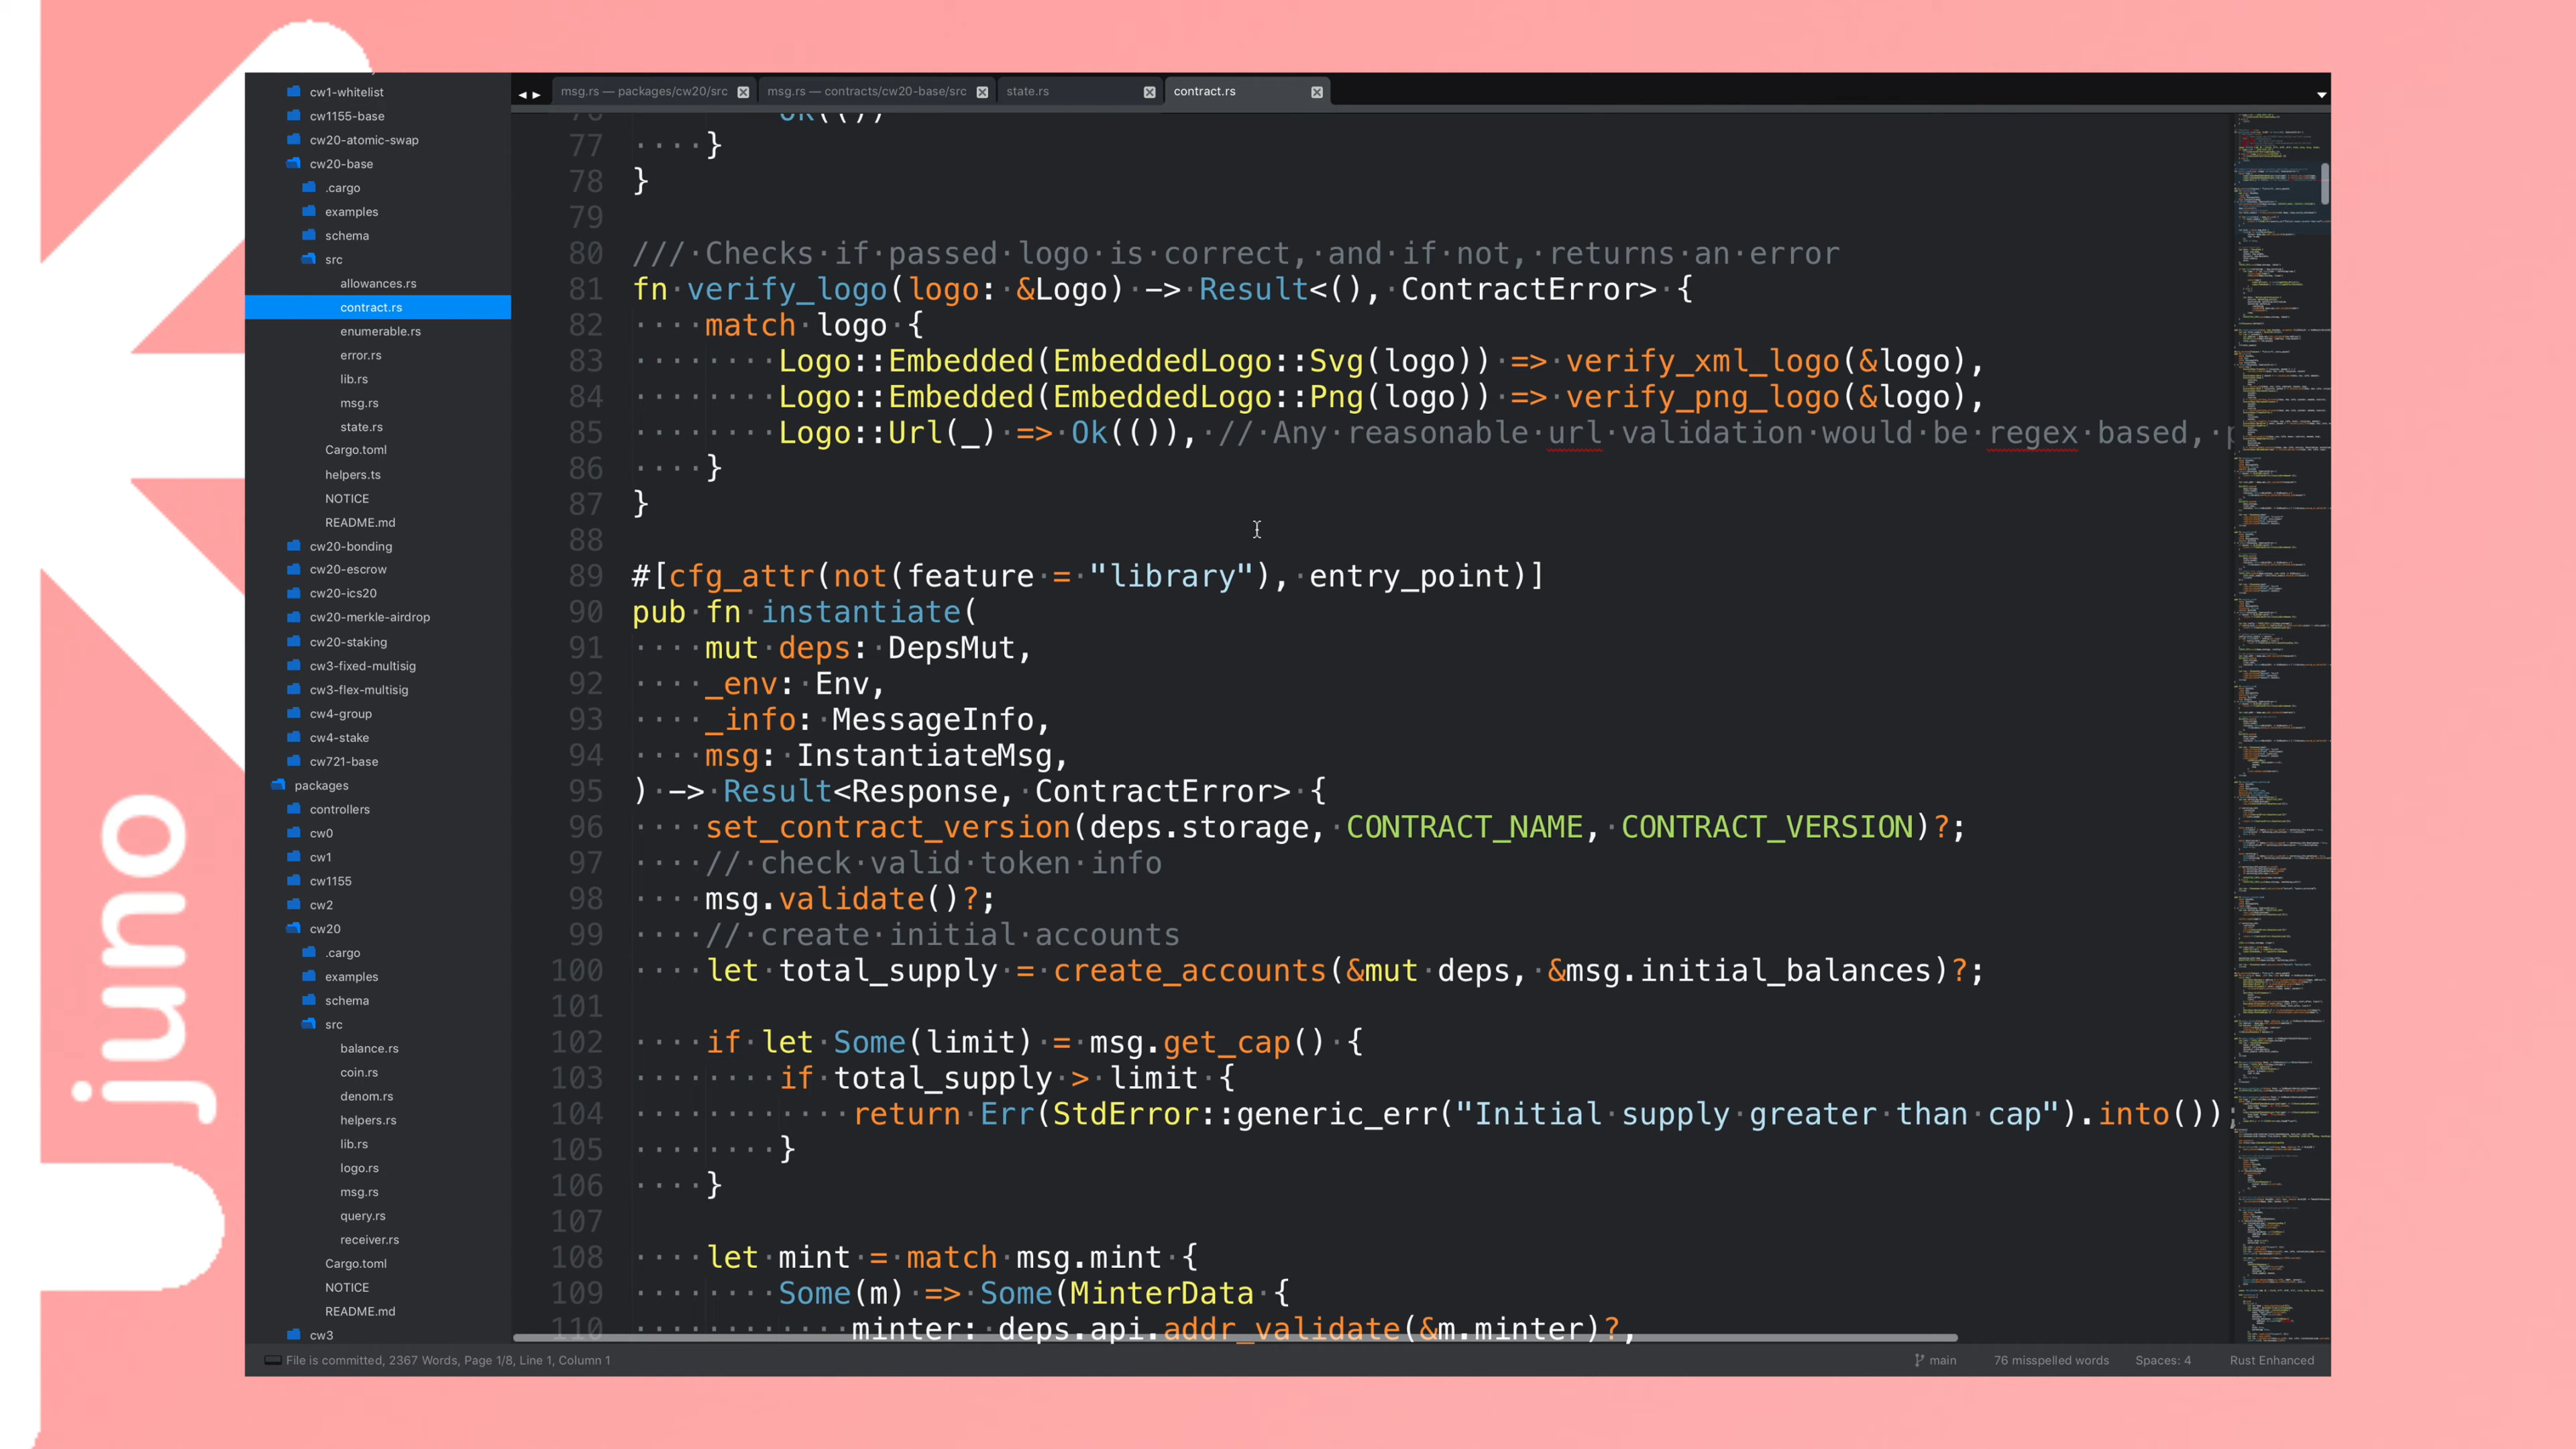 juno
cw1-whitelist
cw1155-base
cw20-atomic-swap
cw20-base
.cargo
examples
schema
src
allowances.rs
contract.rs
enumerable.rs
error.rs
lib.rs
msg.rs
state.rs
Cargo.toml
helpers.ts
NOTICE
README.md
cw20-bonding
cw20-escrow
cw20-ics20
cw20-merkle-airdrop
cw20-staking
cw3-fixed-multisig
cw3-flex-multisig
cw4-group
cw4-stake
cw721-base
packages
controllers
cw0
cw1
cw1155
cw2
cw20
.cargo
examples
schema
src
balance.rs
coin.rs
denom.rs
helpers.rs
lib.rs
logo.rs
msg.rs
query.rs
receiver.rs
Cargo.toml
NOTICE
README.md
cw3
msg.rs — packages/cw20/src msg.rs — contracts/cw20-base/src state.rs contract.rs
76 Ok(())
77 }
78 }
79
80 /// Checks if passed logo is correct, and if not, returns an error
81 fn verify_logo(logo: &Logo) -> Result<(), ContractError> {
82 match logo {
83 Logo::Embedded(EmbeddedLogo::Svg(logo)) => verify_xml_logo(&logo),
84 Logo::Embedded(EmbeddedLogo::Png(logo)) => verify_png_logo(&logo),
85 Logo::Url(_) => Ok(()), // Any reasonable url validation would be regex based,
86 }
87 }
88
89 #[cfg_attr(not(feature = "library"), entry_point)]
90 pub fn instantiate(
91 mut deps: DepsMut,
92 _env: Env,
93 _info: MessageInfo,
94 msg: InstantiateMsg,
95 ) -> Result<Response, ContractError> {
96 set_contract_version(deps.storage, CONTRACT_NAME, CONTRACT_VERSION)?;
97 // check valid token info
98 msg.validate()?;
99 // create initial accounts
100 let total_supply = create_accounts(&mut deps, &msg.initial_balances)?;
101
102 if let Some(limit) = msg.get_cap() {
103 if total_supply > limit {
104 return Err(StdError::generic_err("Initial supply greater than cap").into());
105 }
106 }
107
108 let mint = match msg.mint {
109 Some(m) => Some(MinterData {
110 minter: deps.api.addr_validate(&m.minter)?,
File is committed, 2367 Words, Page 1/8, Line 1, Column 1 main 76 misspelled words Spaces: 4 Rust Enhanced